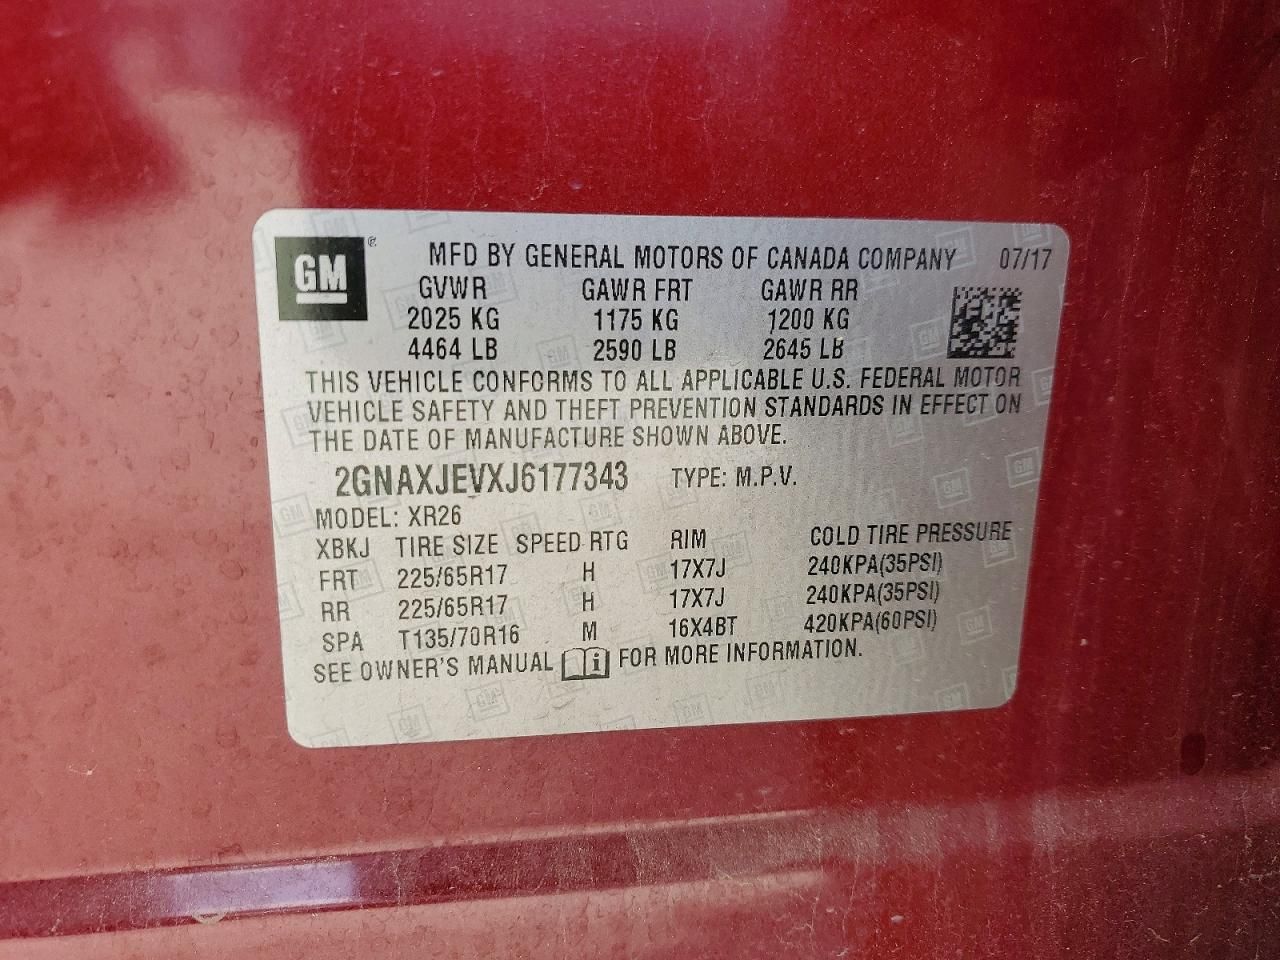 GM ® MFD BY GENERAL MOTORS OF CANADA COMPANY 07/17
GVWR GAWR FRT GAWR RR
2025 KG 1175 KG 1200 KG
4464 LB 2590 LB 2645 LB
THIS VEHICLE CONFORMS TO ALL APPLICABLE U.S. FEDERAL MOTOR
VEHICLE SAFETY AND THEFT PREVENTION STANDARDS IN EFFECT ON
THE DATE OF MANUFACTURE SHOWN ABOVE.
2GNAXJEVXJ6177343 TYPE: M.P.V.
MODEL: XR26
XBKJ TIRE SIZE SPEED RTG RIM COLD TIRE PRESSURE
FRT 225/65R17 H 17X7J 240KPA(35PSI)
RR 225/65R17 H 17X7J 240KPA(35PSI)
SPA T135/70R16 M 16X4BT 420KPA(60PSI)
SEE OWNER'S MANUAL i FOR MORE INFORMATION.